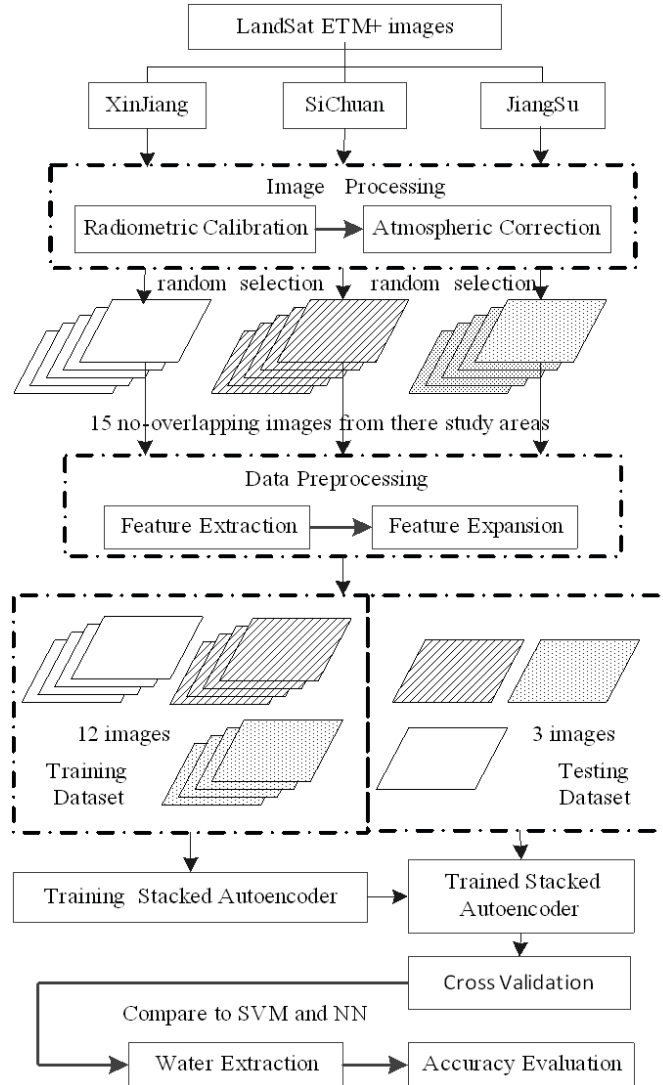 LandSat ETM+ images
XinJiang
SiChuan
JiangSu
Image Processing
Radiometric Calibration
Atmospheric Correction
random selection
random selection
15 no-overlapping images from there study areas
Data Preprocessing
Feature Extraction
Feature Expansion
12 images
Training
Dataset
3 images
Testing
Dataset
Training Stacked Autoencoder
Trained Stacked
Autoencoder
Cross Validation
Compare to SVM and NN
Water Extraction
Accuracy Evaluation